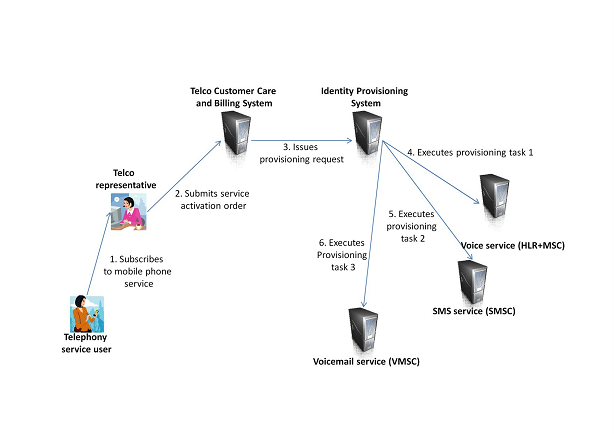 Telco Customer Care
and Billing System
Identity Provisioning
System
3. Issues
provisioning request
4. Executes provisioning task 1
Telco
representative
2. Submits service
activation order
5. Executes
provisioning
task 2
Voice service (HLR+MSC)
6. Executes
Provisioning
task 3
1. Subscribes
to mobile phone
service
SMS service (SMSC)
Telephony
service user
Voicemail service (VMSC)